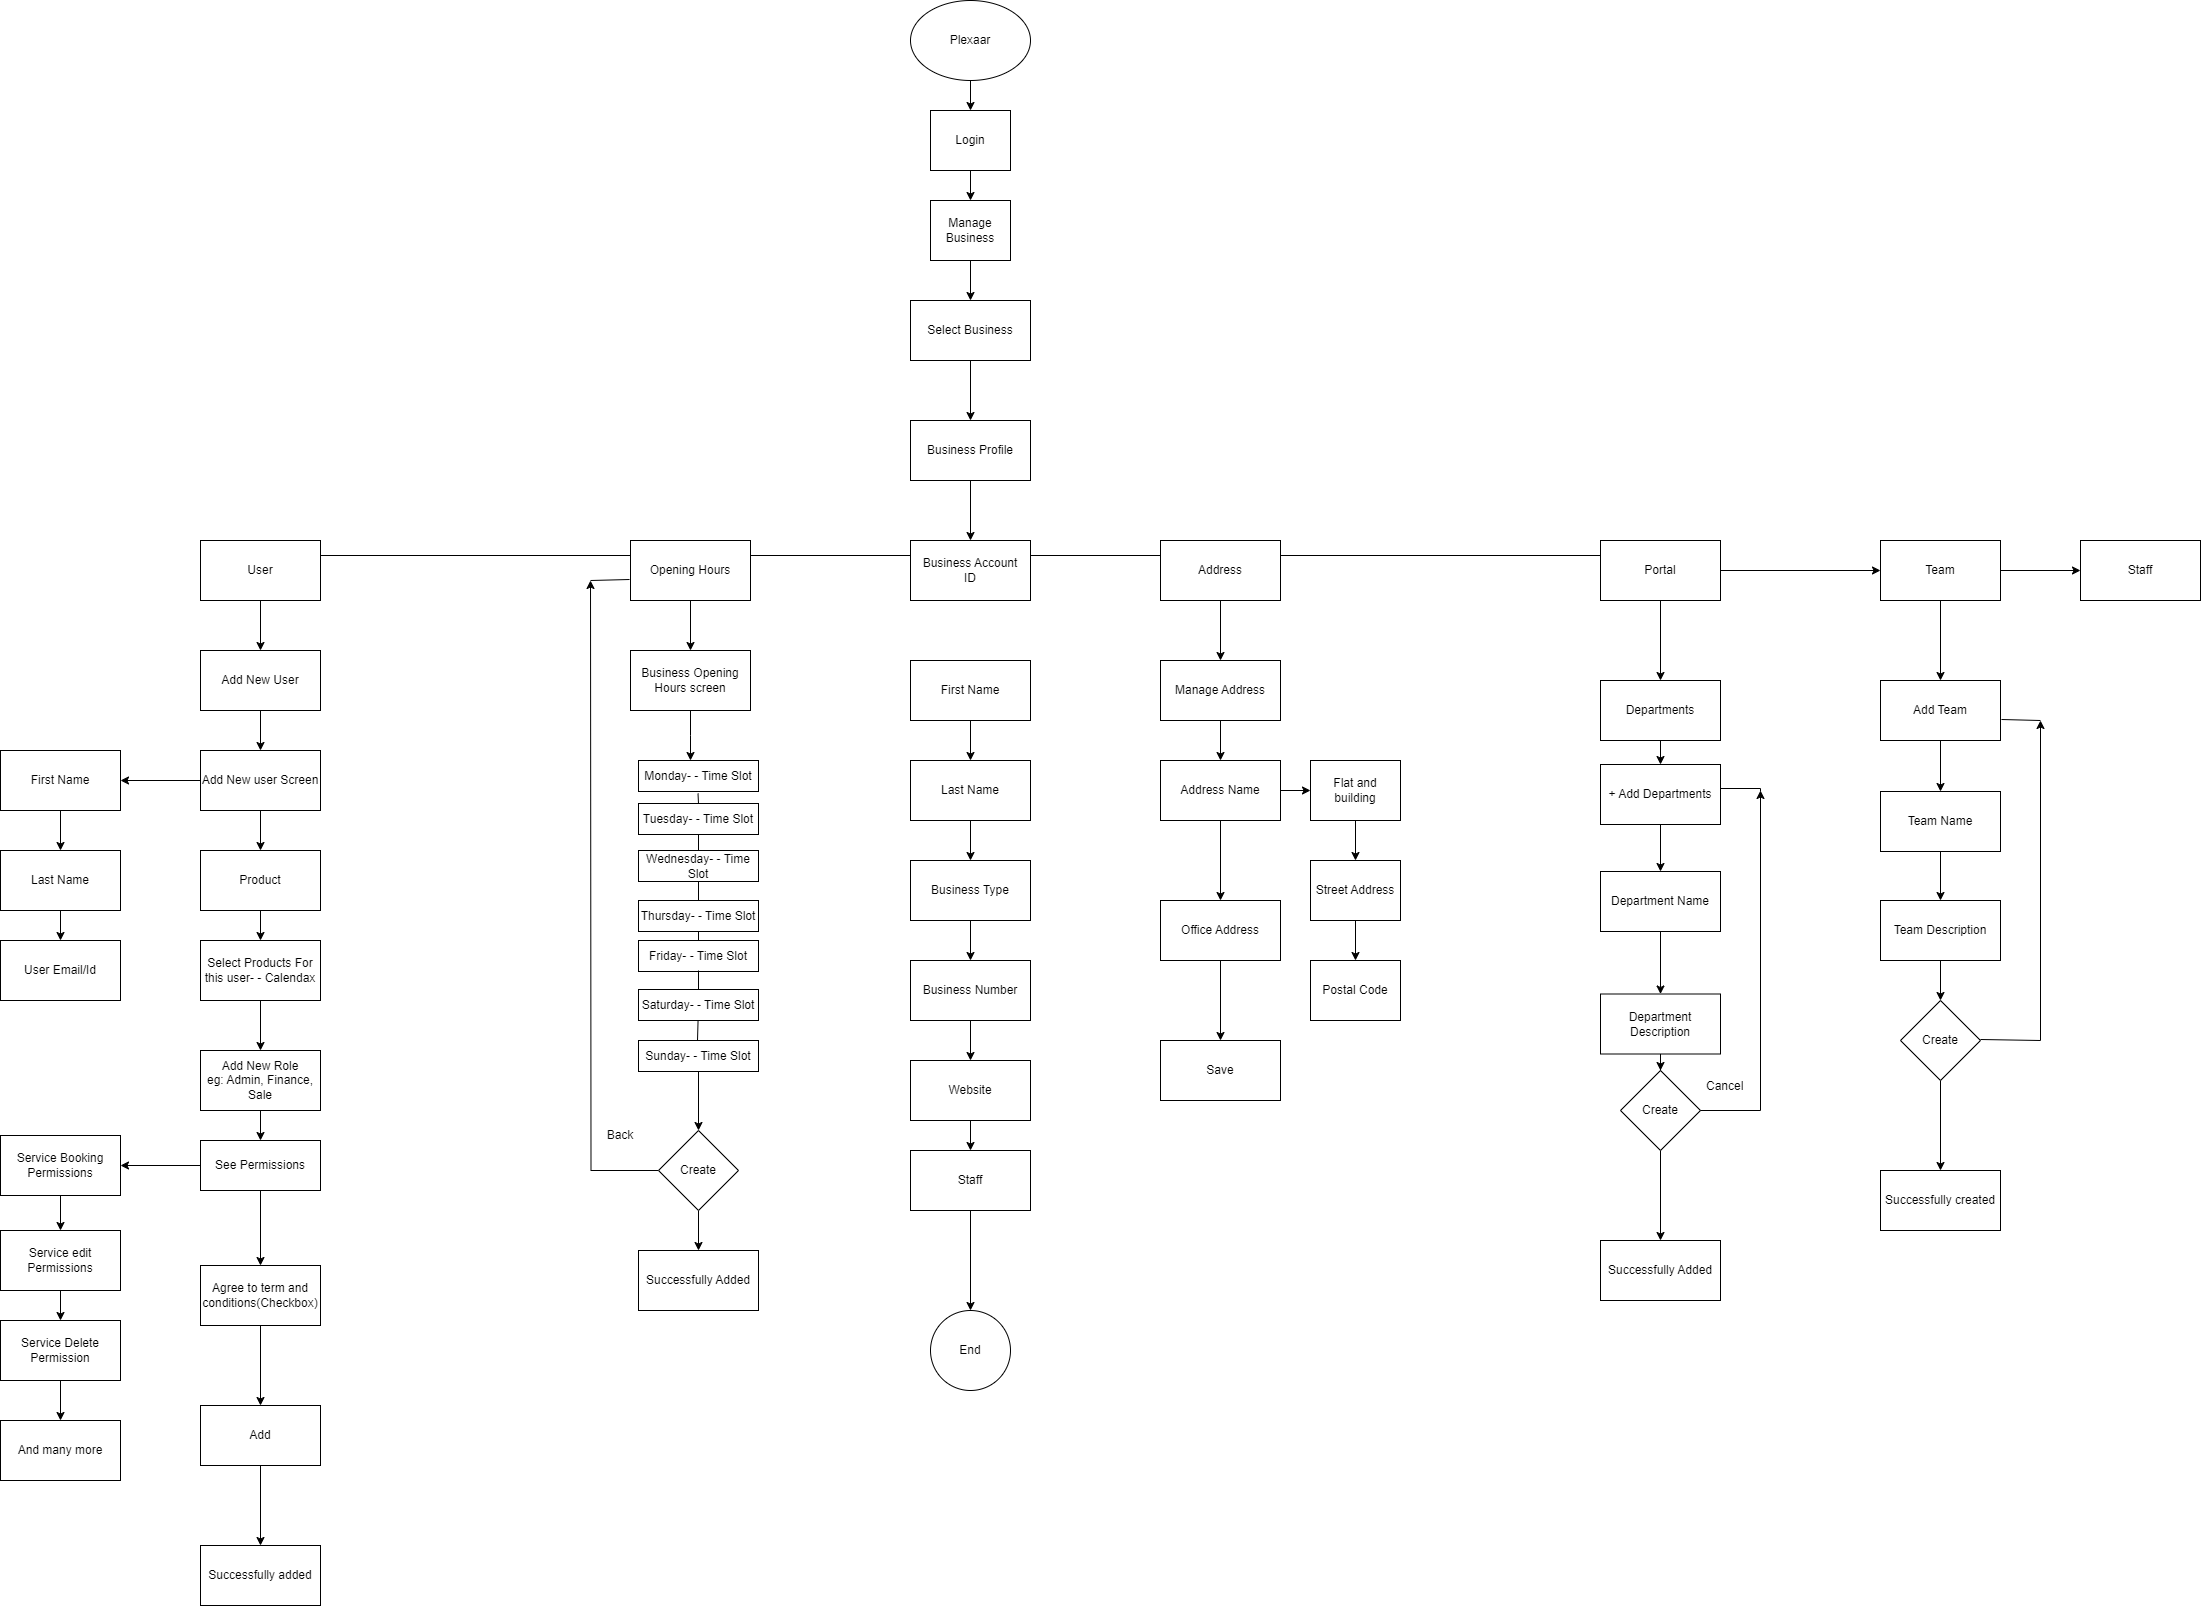 Plexaar
Login
Manage
Business
Select Business
Business Profile
User
Opening Hours
Business Account
ID
Address
Portal
Team
Staff
Add New User
Add New user Screen
First Name
Last Name
User Email/Id
Product
Select Products For
this user- - Calendax
Add New Role
eg: Admin, Finance,
Sale
See Permissions
Service Booking
Permissions
Service edit
Permissions
Service Delete
Permission
And many more
Agree to term and
conditions(Checkbox)
Add
Successfully added
Business Opening
Hours screen
Monday- - Time Slot
Tuesday- - Time Slot
Wednesday- - Time
Slot
Thursday- - Time Slot
Friday- - Time Slot
Saturday- - Time Slot
Sunday- - Time Slot
Back
Create
Successfully Added
First Name
Last Name
Business Type
Business Number
Website
Staff
End
Manage Address
Address Name
Flat and
building
Street Address
Postal Code
Office Address
Save
Departments
+ Add Departments
Department Name
Department
Description
Cancel
Create
Successfully Added
Add Team
Team Name
Team Description
Create
Successfully created